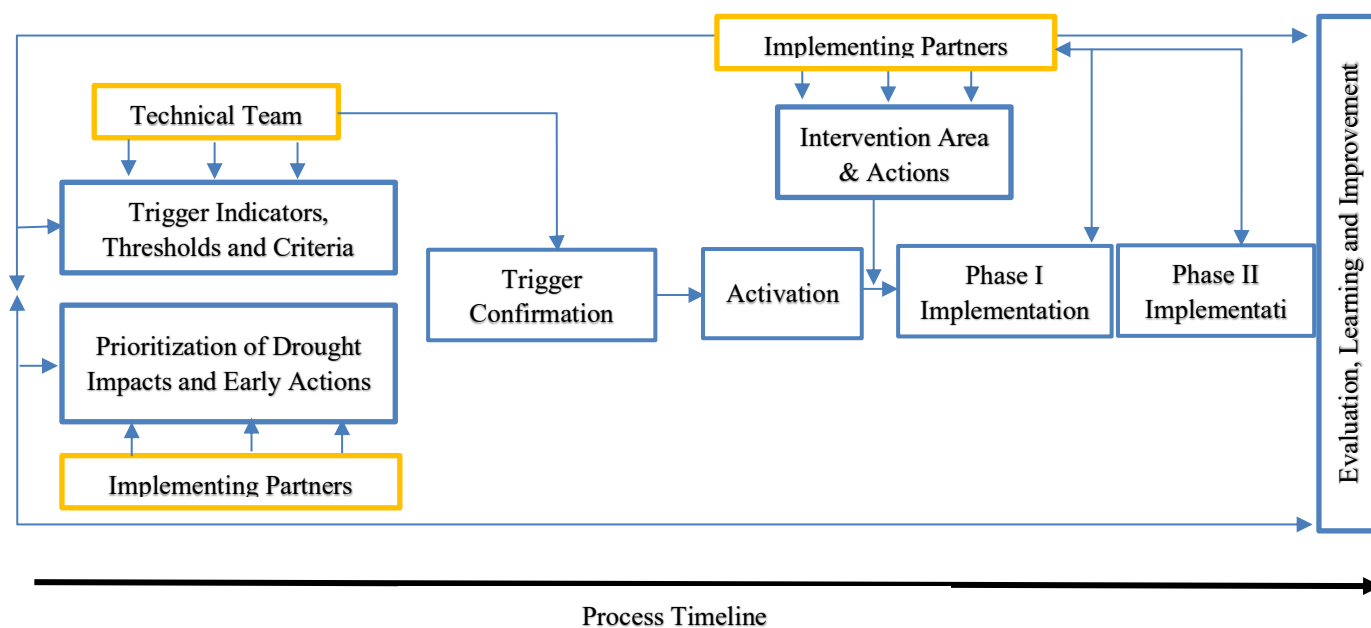 Implementing Partners
Technical Team
Intervention Area
& Actions
Trigger Indicators,
Thresholds and Criteria
Trigger
Confirmation
Activation
Phase I
Implementation
Phase II
Implementati
Prioritization of Drought
Impacts and Early Actions
Implementing Partners
Evaluation, Learning and Improvement
Process Timeline